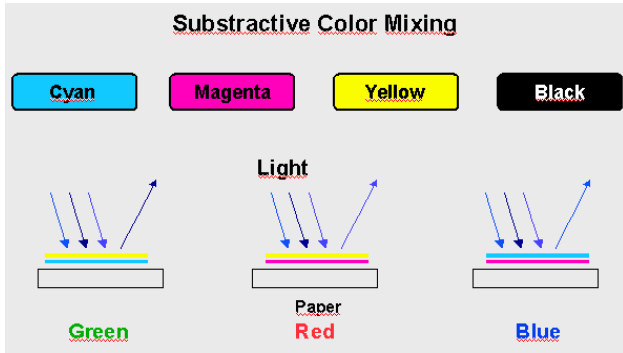 Substractive Color Mixing
Cyan Magenta Yellow Black
Light
Paper
Green Red Blue